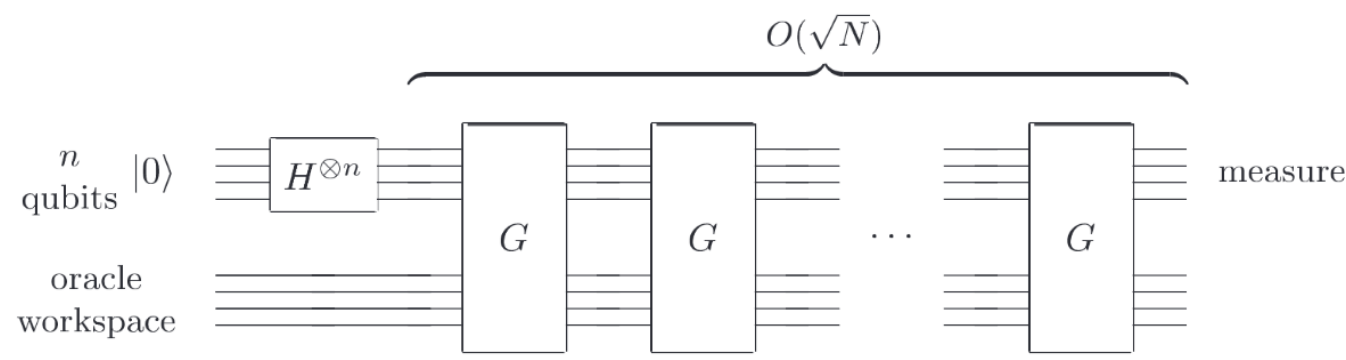 O(√N)
n
qubits
|0⟩
H⊗n
G
G
· · ·
G
measure
oracle
workspace